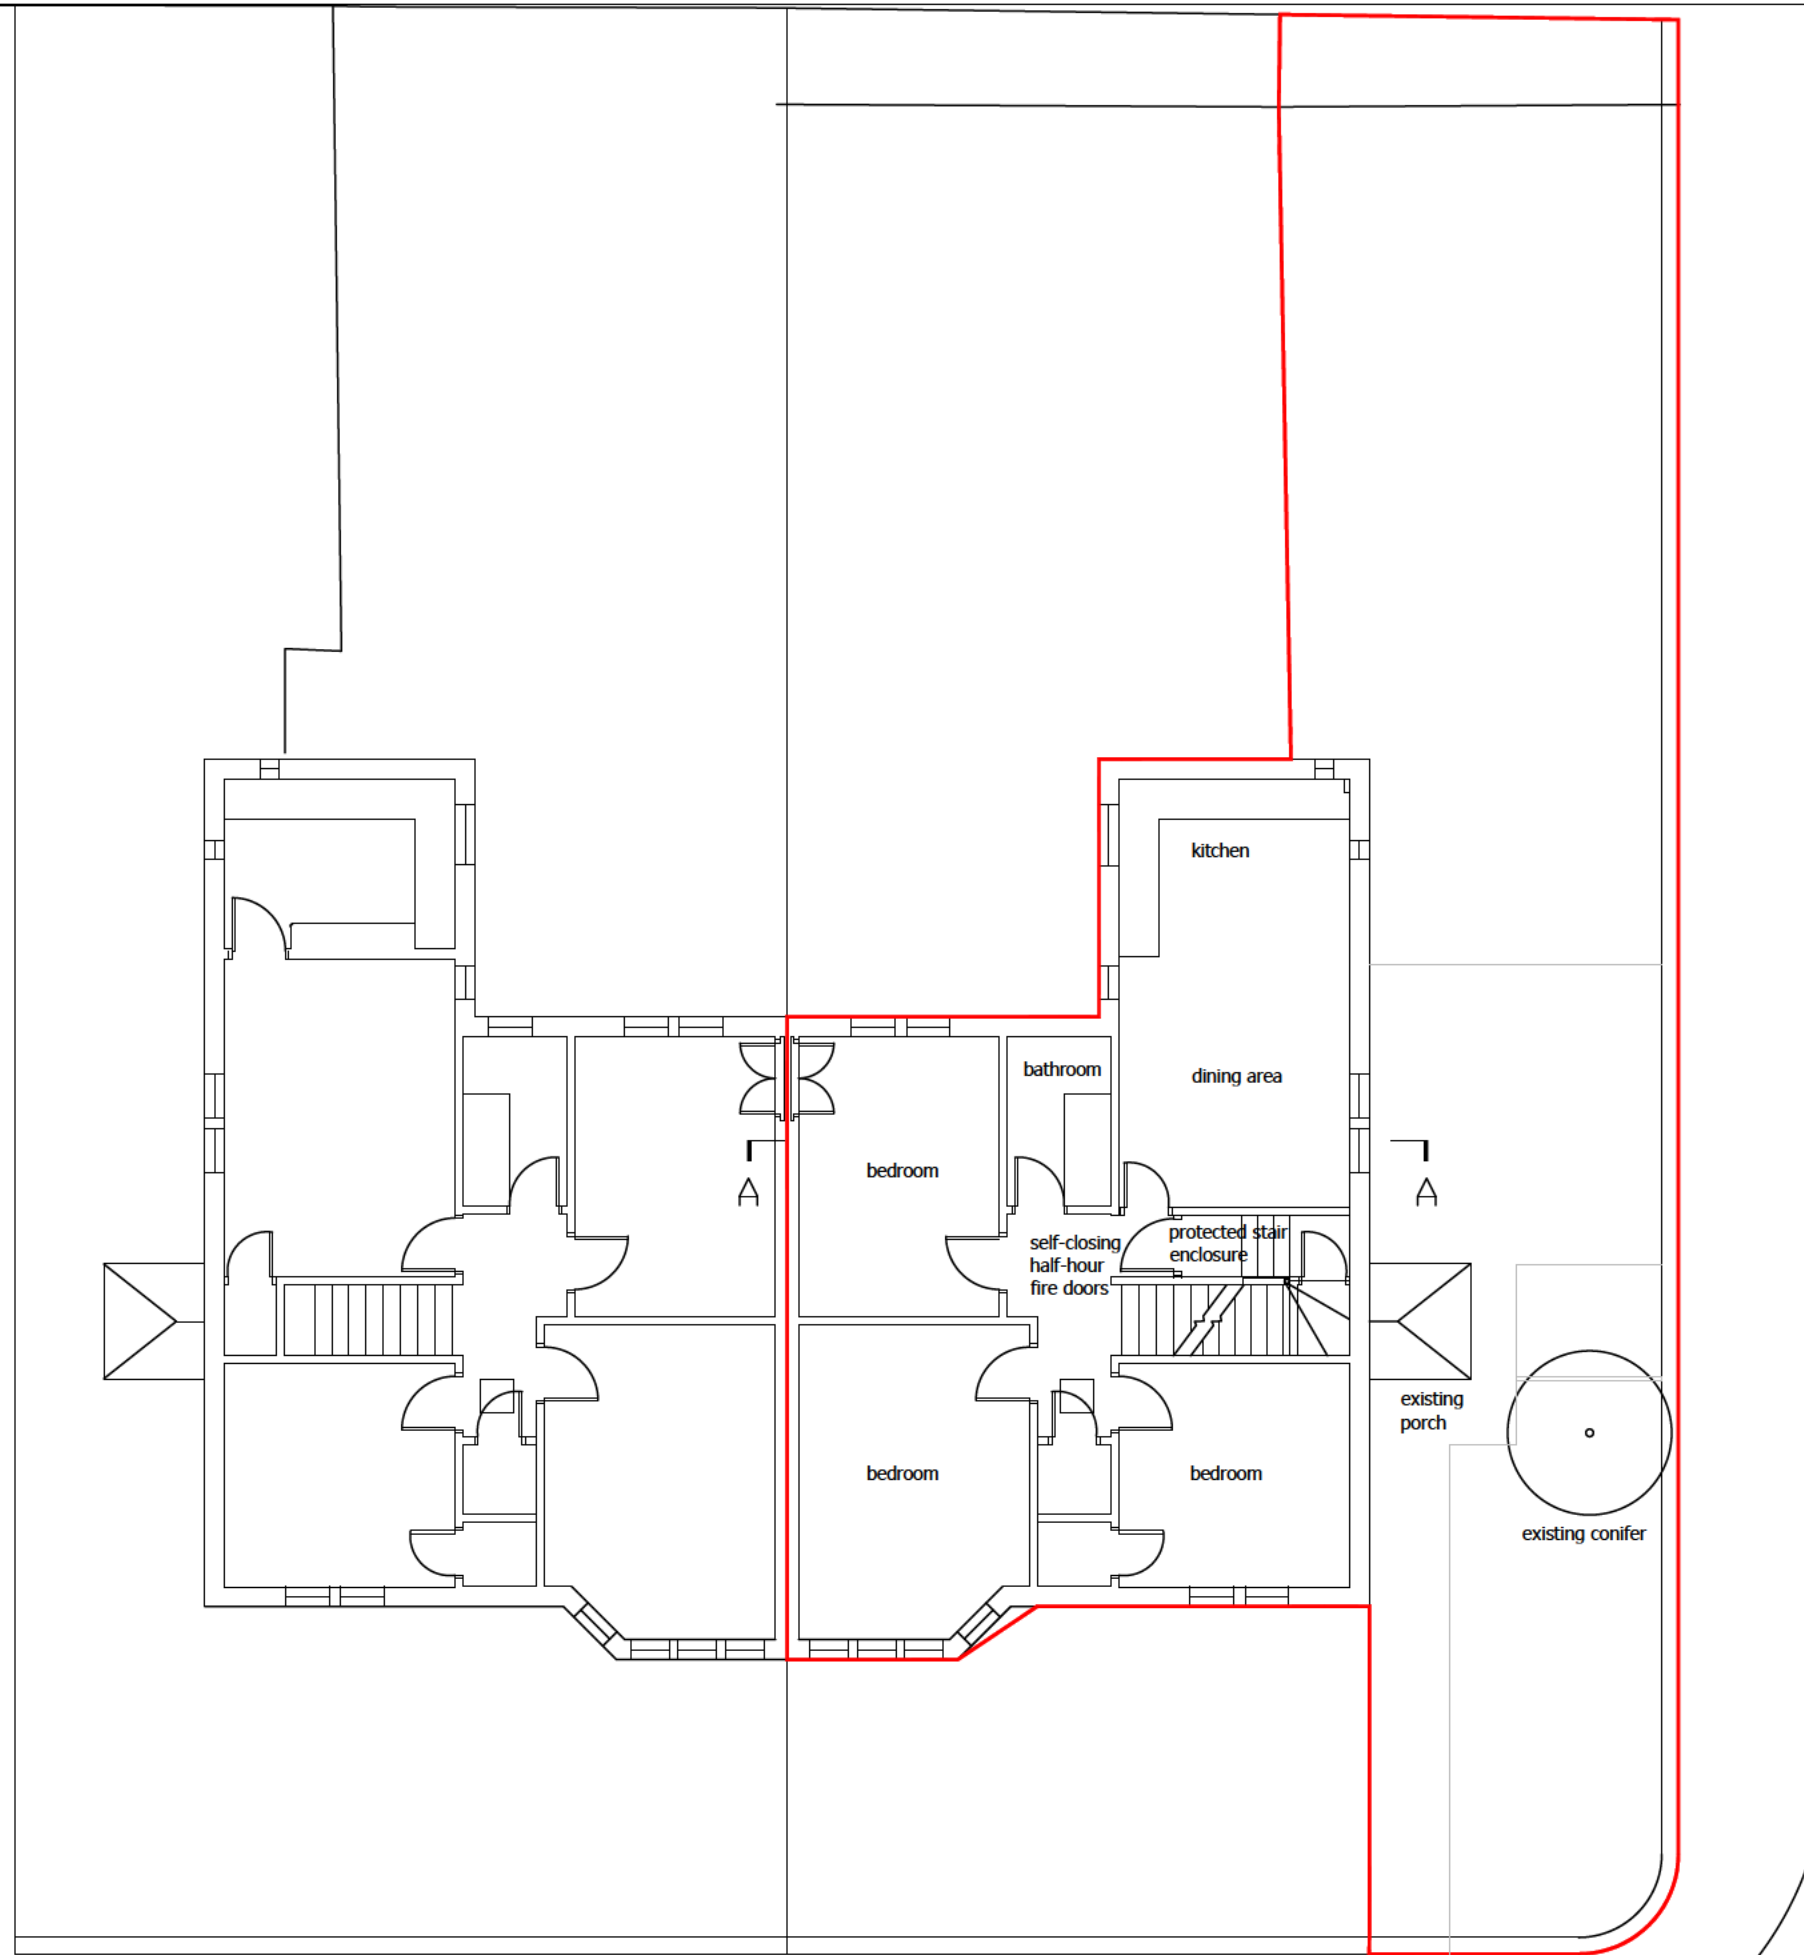 kitchen
bathroom
dining area
bedroom
A
A
self-closing
half-hour
fire doors
protected stair
enclosure
existing
porch
bedroom
bedroom
existing conifer